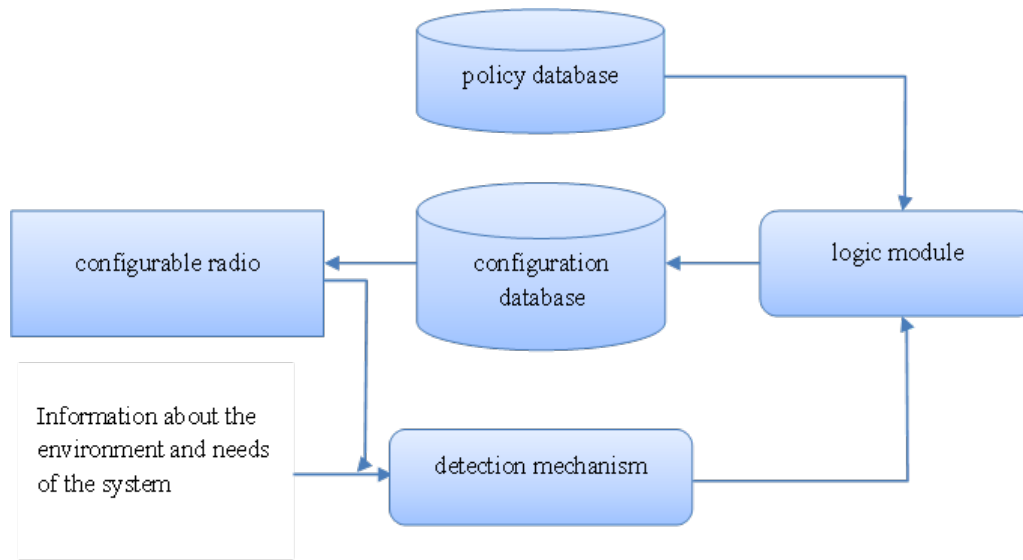 policy database
configurable radio
configuration
database
logic module
Information about the
environment and needs
of the system
detection mechanism